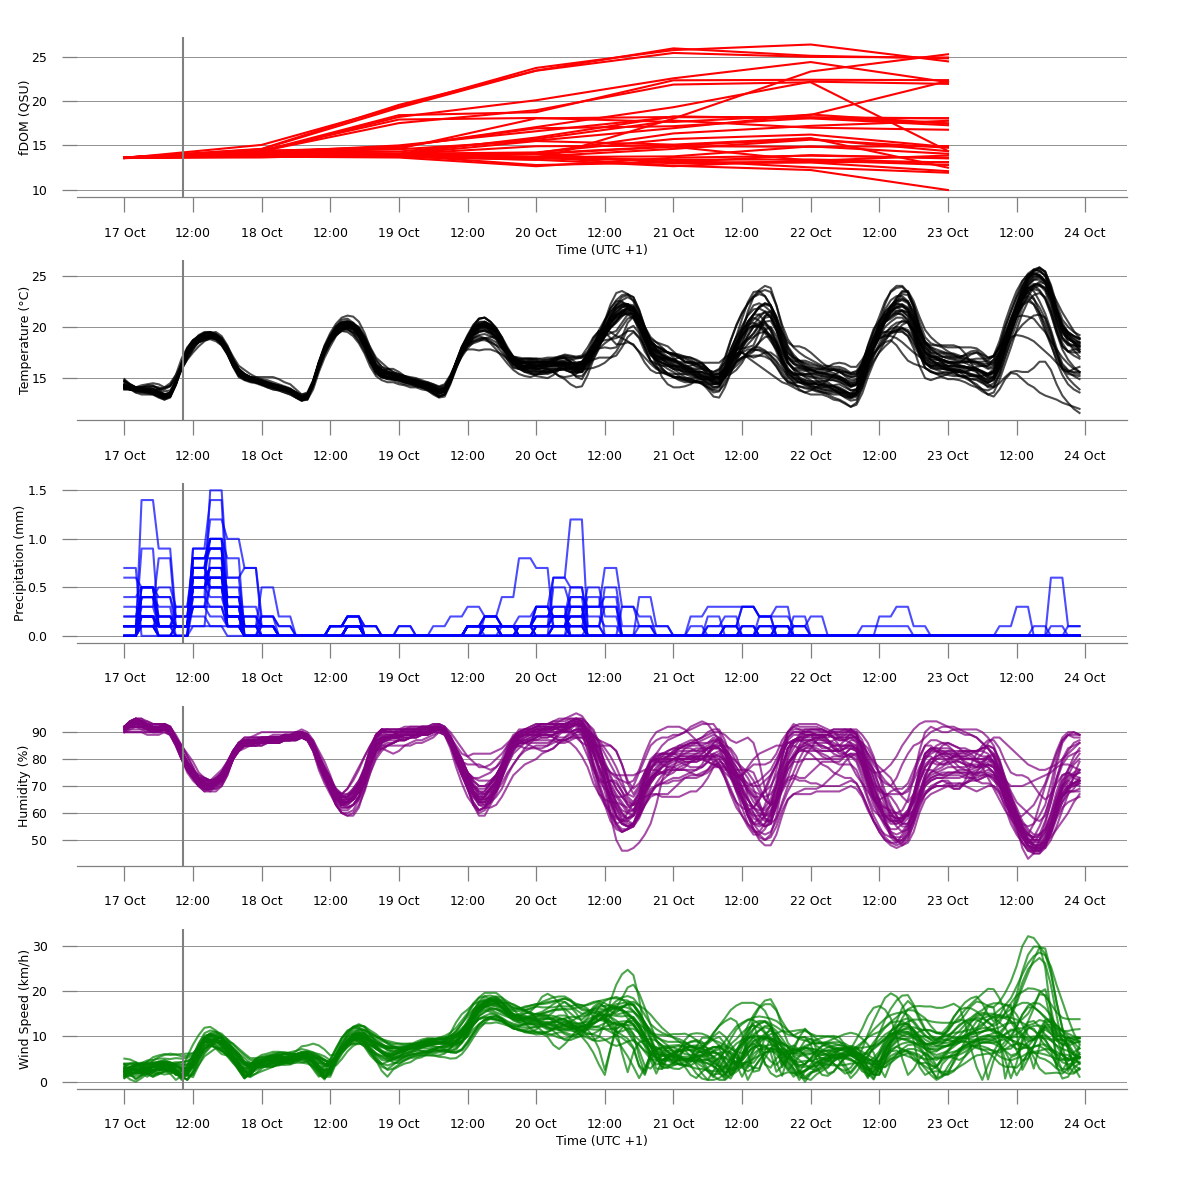 fDOM (QSU)
25
20
15
10
17 Oct 12:00 18 Oct 12:00 19 Oct 12:00 20 Oct 12:00 21 Oct 12:00 22 Oct 12:00 23 Oct 12:00 24 Oct
Time (UTC +1)
Temperature (°C)
25
20
15
17 Oct 12:00 18 Oct 12:00 19 Oct 12:00 20 Oct 12:00 21 Oct 12:00 22 Oct 12:00 23 Oct 12:00 24 Oct
Precipitation (mm)
1.5
1.0
0.5
0.0
17 Oct 12:00 18 Oct 12:00 19 Oct 12:00 20 Oct 12:00 21 Oct 12:00 22 Oct 12:00 23 Oct 12:00 24 Oct
Humidity (%)
90
80
70
60
50
17 Oct 12:00 18 Oct 12:00 19 Oct 12:00 20 Oct 12:00 21 Oct 12:00 22 Oct 12:00 23 Oct 12:00 24 Oct
Wind Speed (km/h)
30
20
10
0
17 Oct 12:00 18 Oct 12:00 19 Oct 12:00 20 Oct 12:00 21 Oct 12:00 22 Oct 12:00 23 Oct 12:00 24 Oct
Time (UTC +1)